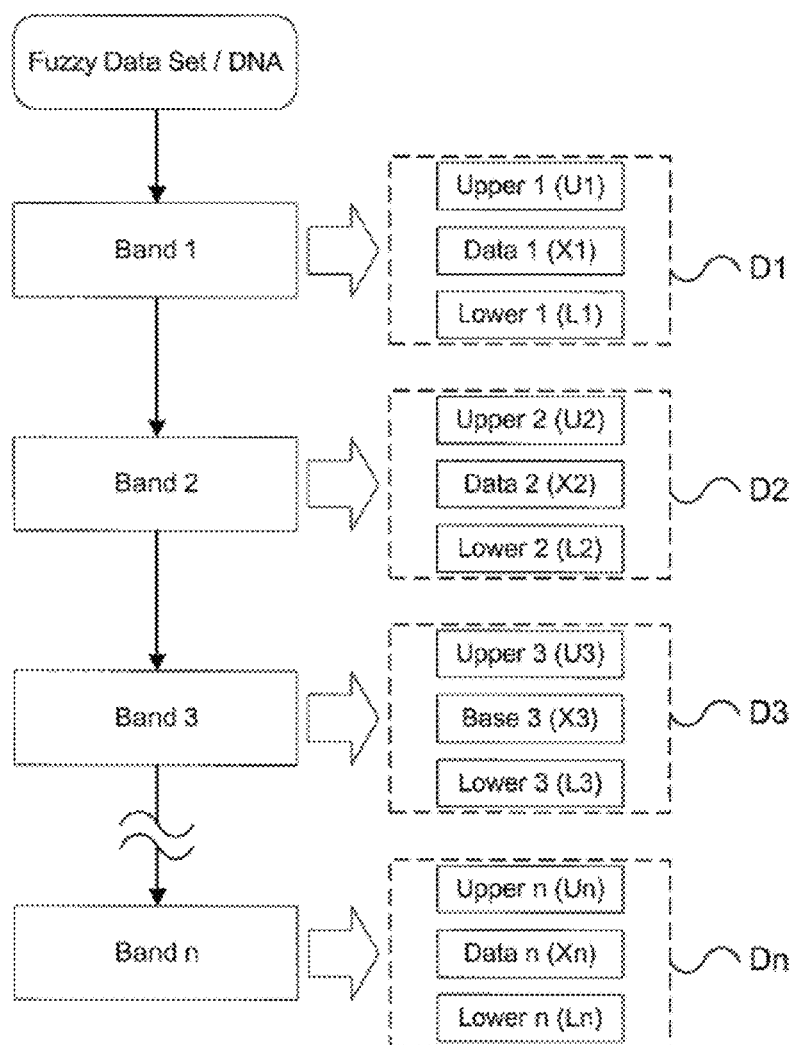 Fuzzy Data Set / DNA
Band 1
Upper 1 (U1)
Data 1 (X1)
Lower 1 (L1)
D1
Band 2
Upper 2 (U2)
Data 2 (X2)
Lower 2 (L2)
D2
Band 3
Upper 3 (U3)
Base 3 (X3)
Lower 3 (L3)
D3
Band n
Upper n (Un)
Data n (Xn)
Lower n (Ln)
Dn